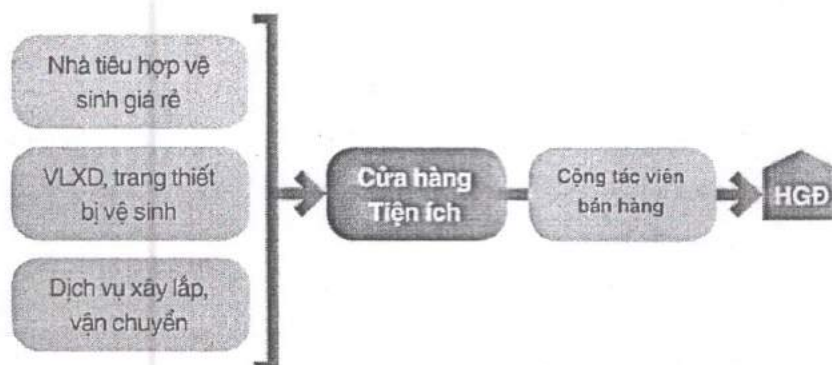 Nhà tiêu hợp vệ
sinh giá rẻ
VLXD, trang thiết
bị vệ sinh
Dịch vụ xây lắp,
vận chuyển
Cửa hàng
Tiện ích
Cộng tác viên
bán hàng
HGĐ